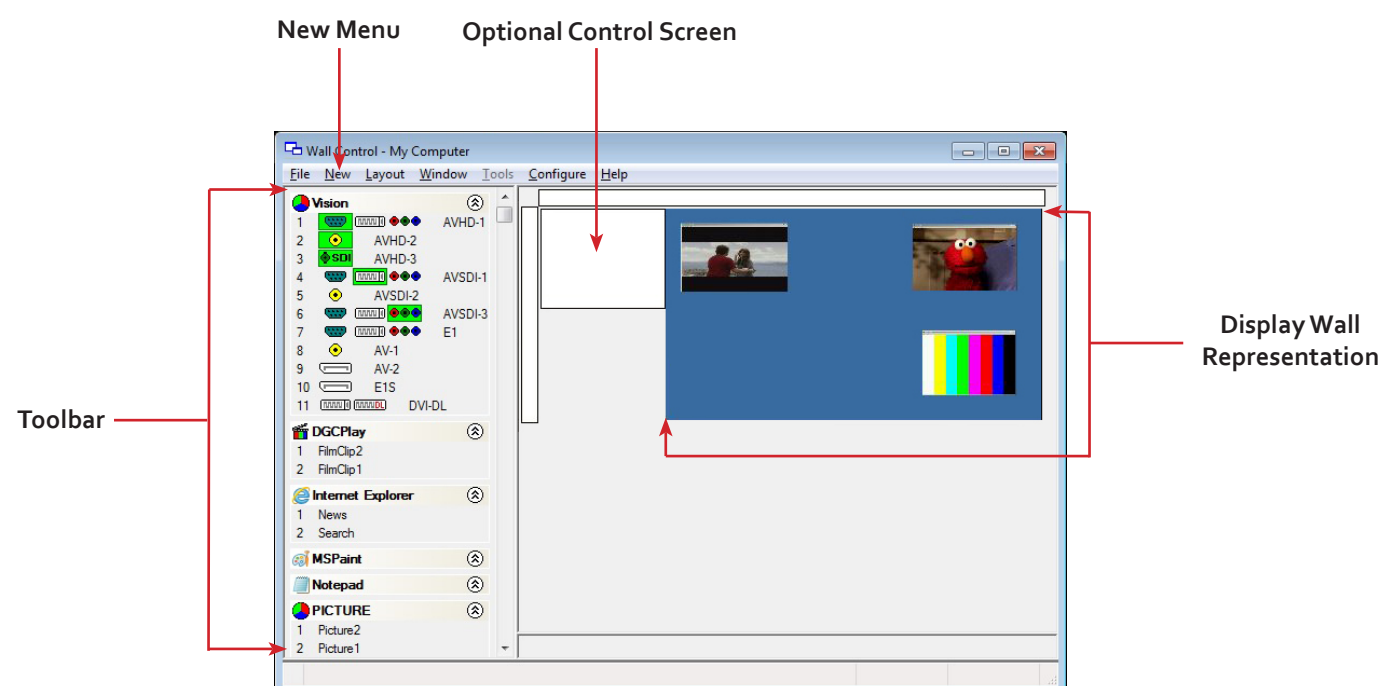 New Menu
Optional Control Screen
Wall Control - My Computer
File New Layout Window Tools Configure Help
Vision
1 AVHD-1
2 AVHD-2
3 SDI AVHD-3
4 AVSDI-1
5 AVSDI-2
6 AVSDI-3
7 E1
8 AV-1
9 AV-2
10 E1S
11 DL DVI-DL
DGCPlay
1 FilmClip2
2 FilmClip1
Internet Explorer
1 News
2 Search
MSPaint
Notepad
PICTURE
1 Picture2
2 Picture1
Toolbar
Display Wall
Representation